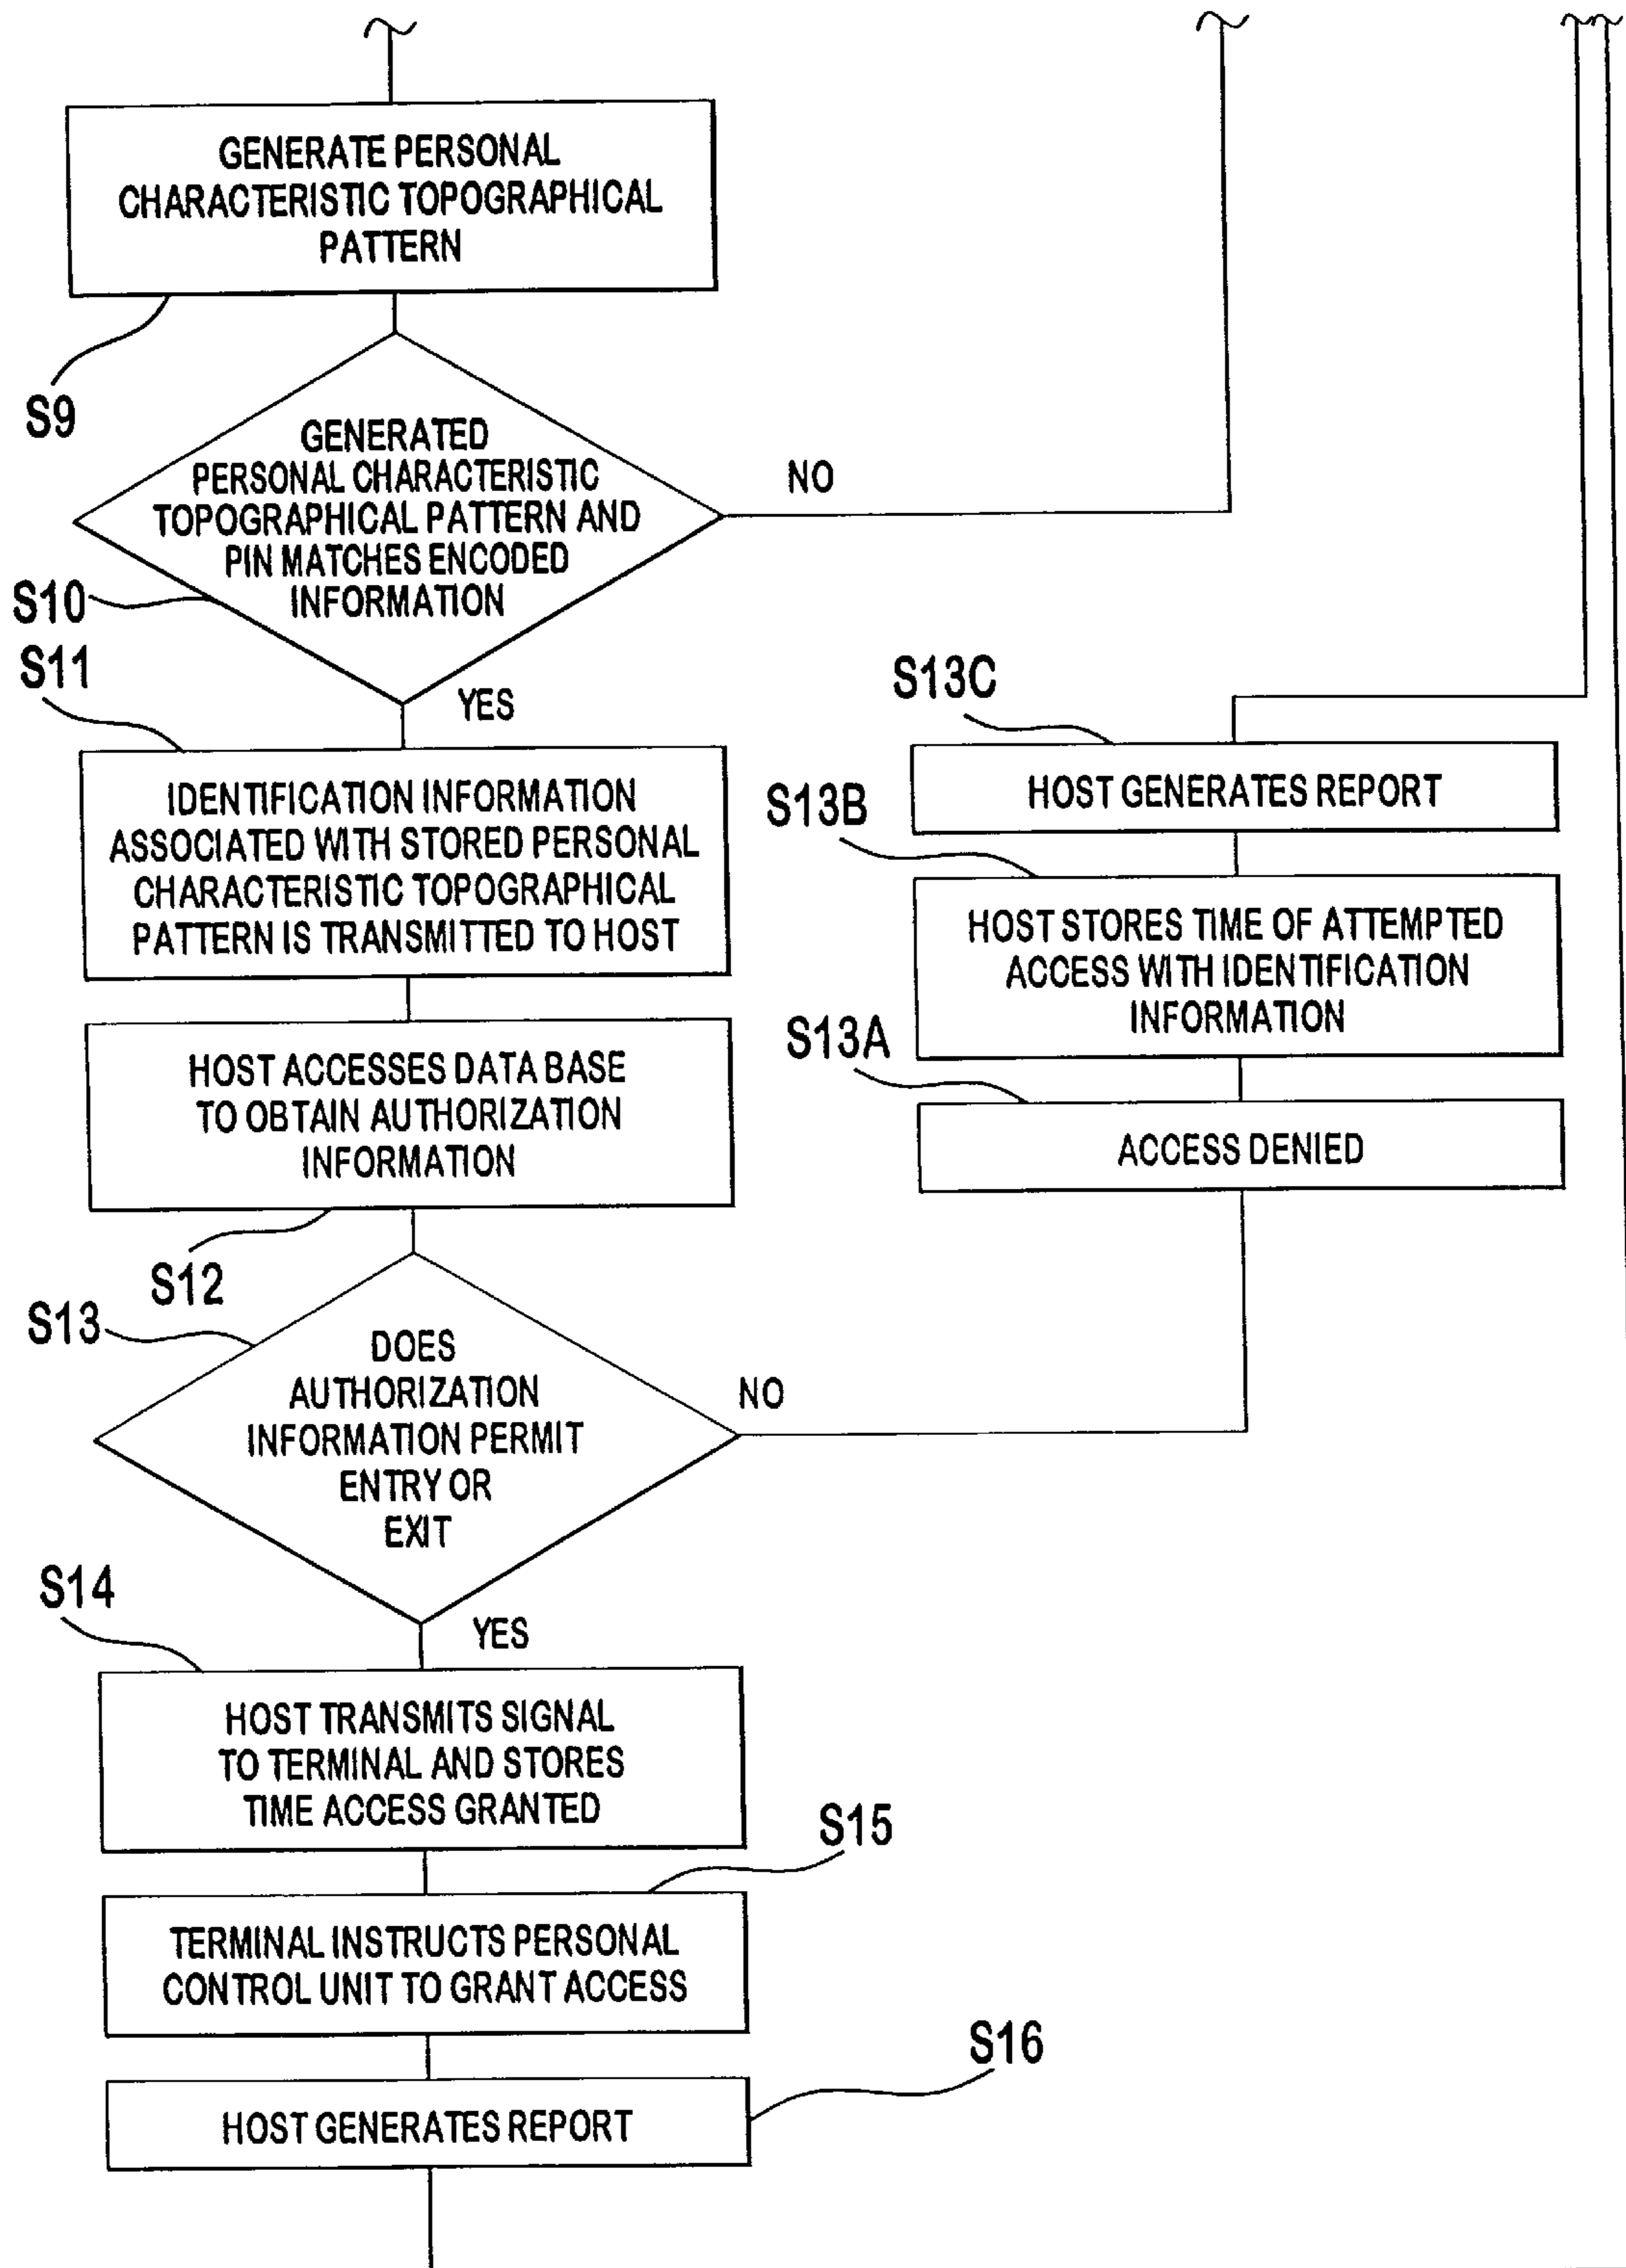 GENERATE PERSONAL
CHARACTERISTIC TOPOGRAPHICAL
PATTERN
S9
GENERATED
PERSONAL CHARACTERISTIC
TOPOGRAPHICAL PATTERN AND
PIN MATCHES ENCODED
INFORMATION
NO
S10
YES
S11
IDENTIFICATION INFORMATION
ASSOCIATED WITH STORED PERSONAL
CHARACTERISTIC TOPOGRAPHICAL
PATTERN IS TRANSMITTED TO HOST
S13C
HOST GENERATES REPORT
S13B
HOST STORES TIME OF ATTEMPTED
ACCESS WITH IDENTIFICATION
INFORMATION
S13A
ACCESS DENIED
HOST ACCESSES DATA BASE
TO OBTAIN AUTHORIZATION
INFORMATION
S12
S13
DOES
AUTHORIZATION
INFORMATION PERMIT
ENTRY OR
EXIT
NO
YES
S14
HOST TRANSMITS SIGNAL
TO TERMINAL AND STORES
TIME ACCESS GRANTED
S15
TERMINAL INSTRUCTS PERSONAL
CONTROL UNIT TO GRANT ACCESS
S16
HOST GENERATES REPORT